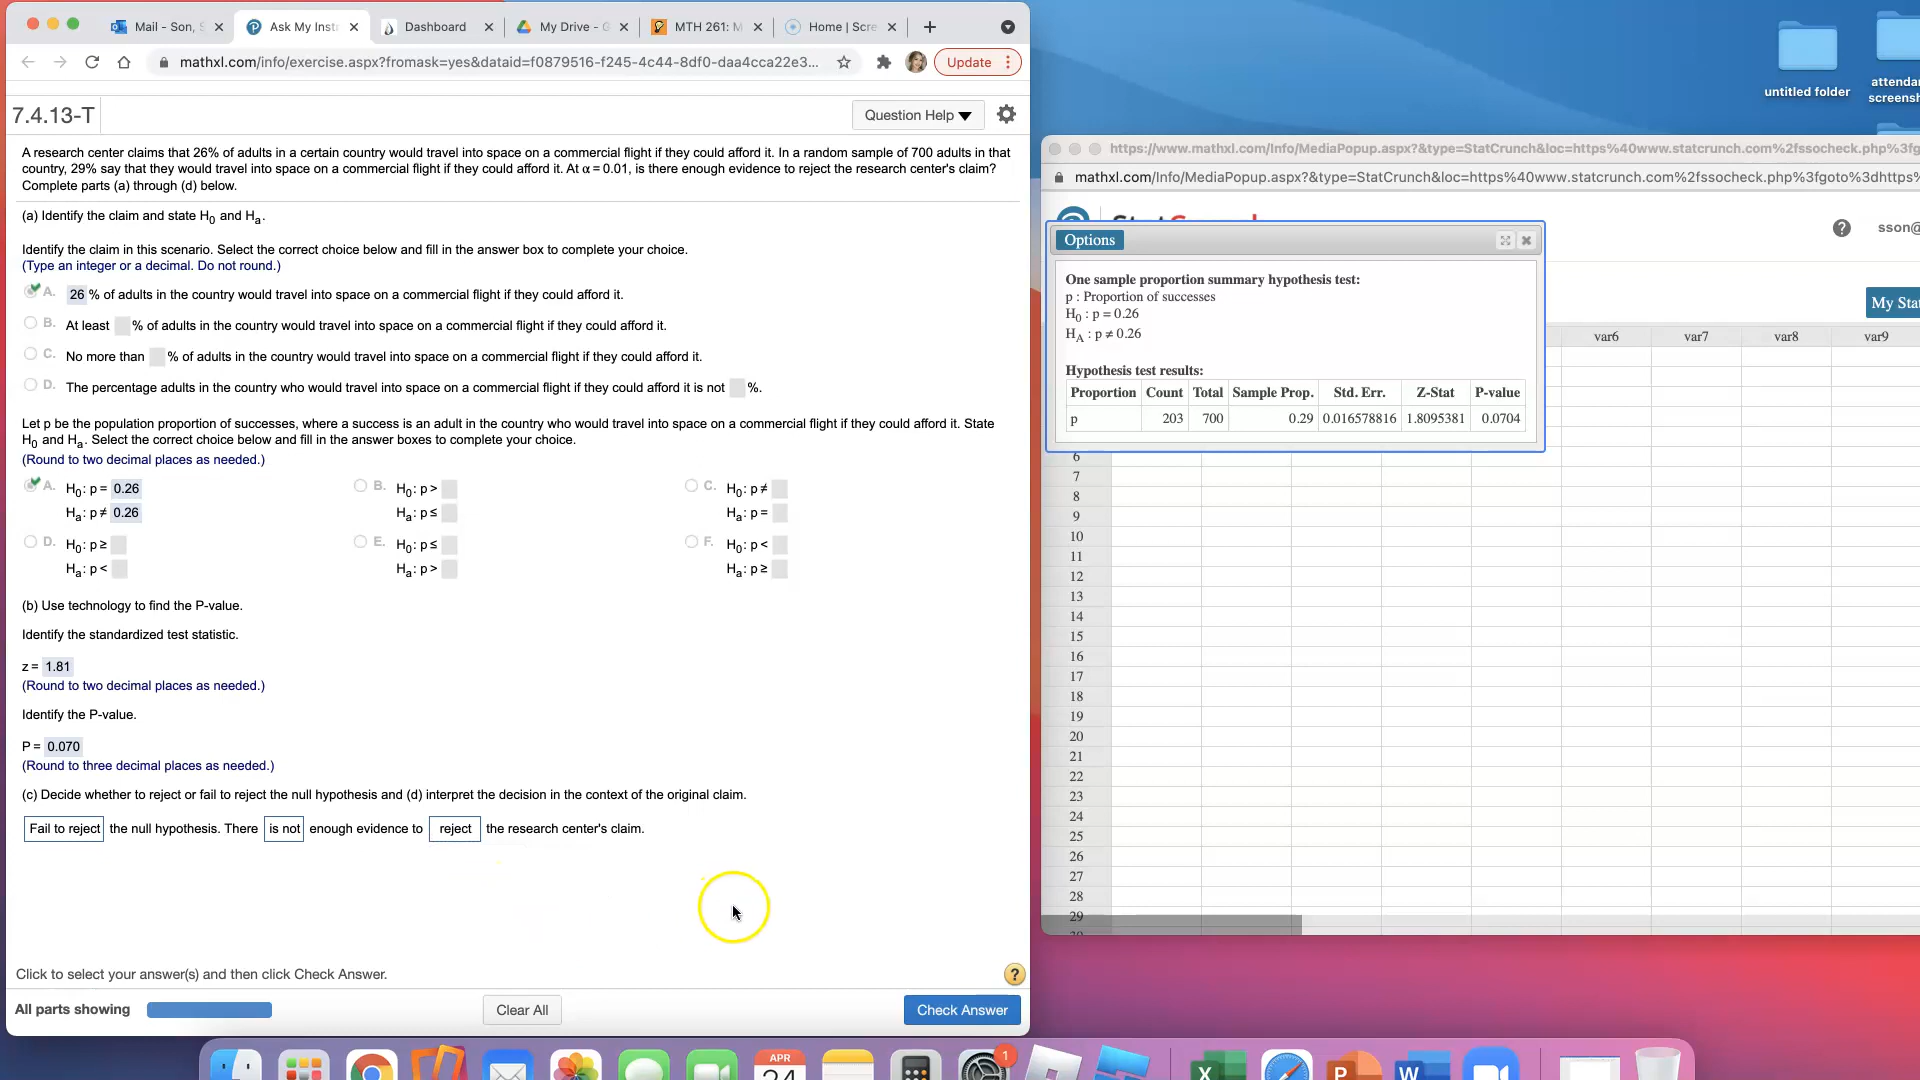 Mail - Son, S
Ask My Inst
Dashboard
My Drive - G
MTH 261: M
Home | Scre
mathxl.com/info/exercise.aspx?fromask=yes&dataid=f0879516-f245-4c44-8df0-daa4cca22e3...
Update
7.4.13-T
Question Help
A research center claims that 26% of adults in a certain country would travel into space on a commercial flight if they could afford it. In a random sample of 700 adults in that
country, 29% say that they would travel into space on a commercial flight if they could afford it. At α = 0.01, is there enough evidence to reject the research center's claim?
Complete parts (a) through (d) below.
(a) Identify the claim and state H0 and Ha.
Identify the claim in this scenario. Select the correct choice below and fill in the answer box to complete your choice.
(Type an integer or a decimal. Do not round.)
A. 26 % of adults in the country would travel into space on a commercial flight if they could afford it.
B. At least % of adults in the country would travel into space on a commercial flight if they could afford it.
C. No more than % of adults in the country would travel into space on a commercial flight if they could afford it.
D. The percentage adults in the country who would travel into space on a commercial flight if they could afford it is not %.
Let p be the population proportion of successes, where a success is an adult in the country who would travel into space on a commercial flight if they could afford it. State
H0 and Ha. Select the correct choice below and fill in the answer boxes to complete your choice.
(Round to two decimal places as needed.)
A. H0: p = 0.26
Ha: p ≠ 0.26
B. H0: p >
Ha: p ≤
C. H0: p ≠
Ha: p =
D. H0: p ≥
Ha: p <
E. H0: p ≤
Ha: p >
F. H0: p <
Ha: p ≥
(b) Use technology to find the P-value.
Identify the standardized test statistic.
z = 1.81
(Round to two decimal places as needed.)
Identify the P-value.
P = 0.070
(Round to three decimal places as needed.)
(c) Decide whether to reject or fail to reject the null hypothesis and (d) interpret the decision in the context of the original claim.
Fail to reject the null hypothesis. There is not enough evidence to reject the research center's claim.
Click to select your answer(s) and then click Check Answer.
?
All parts showing
Clear All
Check Answer
untitled folder
attendan
screensh
https://www.mathxl.com/Info/MediaPopup.aspx?&type=StatCrunch&loc=https%40www.statcrunch.com%2fssocheck.php%3fg
mathxl.com/Info/MediaPopup.aspx?&type=StatCrunch&loc=https%40www.statcrunch.com%2fssocheck.php%3fgoto%3dhttps%
?
sson@
My Stat
Options
One sample proportion summary hypothesis test:
p : Proportion of successes
H0 : p = 0.26
HA : p ≠ 0.26
Hypothesis test results:
Proportion Count Total Sample Prop. Std. Err. Z-Stat P-value
p 203 700 0.29 0.016578816 1.8095381 0.0704
var6 var7 var8 var9
6
7
8
9
10
11
12
13
14
15
16
17
18
19
20
21
22
23
24
25
26
27
28
29
APR
24
1
X
P
W